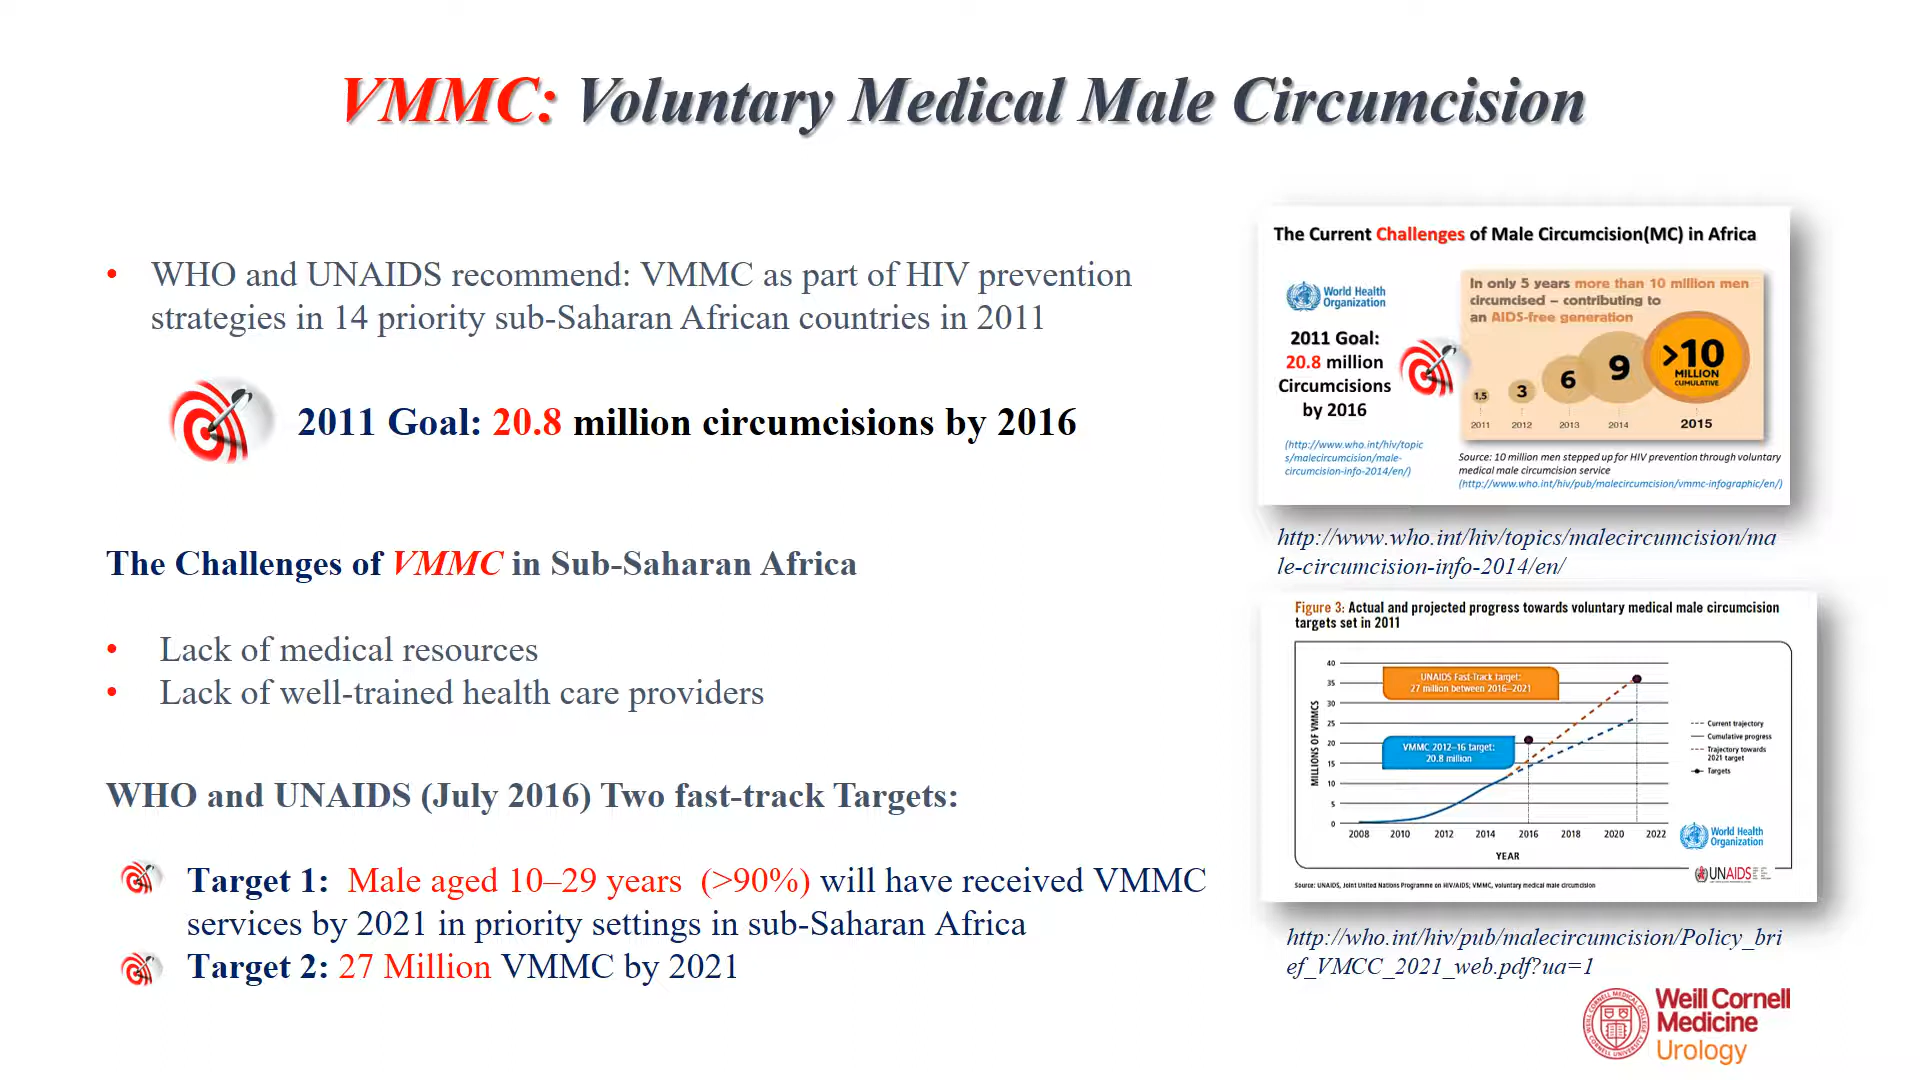 VMMC: Voluntary Medical Male Circumcision
• WHO and UNAIDS recommend: VMMC as part of HIV prevention
strategies in 14 priority sub-Saharan African countries in 2011
2011 Goal: 20.8 million circumcisions by 2016
The Challenges of VMMC in Sub-Saharan Africa
• Lack of medical resources
• Lack of well-trained health care providers
WHO and UNAIDS (July 2016) Two fast-track Targets:
Target 1: Male aged 10–29 years (>90%) will have received VMMC
services by 2021 in priority settings in sub-Saharan Africa
Target 2: 27 Million VMMC by 2021
The Current Challenges of Male Circumcision(MC) in Africa
World Health
Organization
2011 Goal:
20.8 million
Circumcisions
by 2016
(http://www.who.int/hiv/topic
s/malecircumcision/male-
circumcision-info-2014/en/)
In only 5 years more than 10 million men
circumcised – contributing to
an AIDS-free generation
1.5
3
6
9
>10
MILLION
CUMULATIVE
2011 2012 2013 2014 2015
Source: 10 million men stepped up for HIV prevention through voluntary
medical male circumcision service
(http://www.who.int/hiv/pub/malecircumcision/vmmc-infographic/en/)
http://www.who.int/hiv/topics/malecircumcision/ma
le-circumcision-info-2014/en/
Figure 3: Actual and projected progress towards voluntary medical male circumcision
targets set in 2011
MILLIONS OF VMMCS
40
35
30
25
20
15
10
5
0
UNAIDS Fast-Track target:
27 million between 2016–2021
VMMC 2012–16 target:
20.8 million
2008 2010 2012 2014 2016 2018 2020 2022
YEAR
Current trajectory
Cumulative progress
Trajectory towards
2021 target
Targets
World Health
Organization
UNAIDS
Source: UNAIDS, Joint United Nations Programme on HIV/AIDS; VMMC, voluntary medical male circumcision
http://who.int/hiv/pub/malecircumcision/Policy_bri
ef_VMCC_2021_web.pdf?ua=1
Weill Cornell
Medicine
Urology